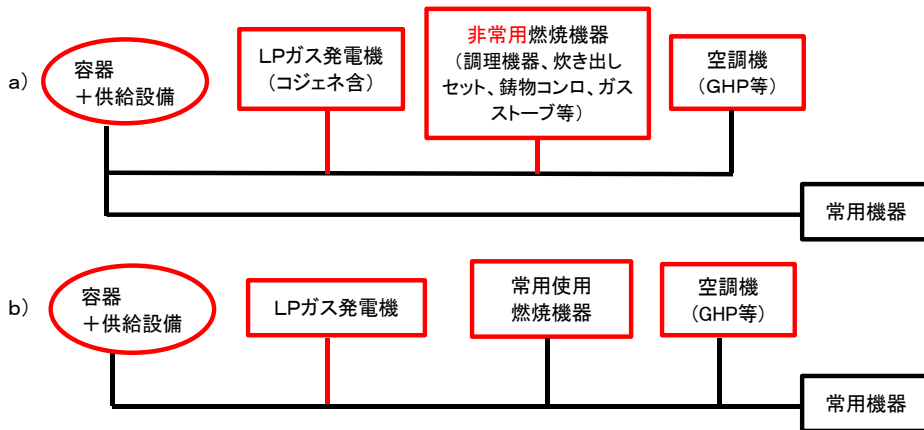 a）
容器
＋供給設備
LPガス発電機
（コジェネ含）
非常用燃焼機器
（調理機器、炊き出し
セット、鋳物コンロ、ガス
ストーブ等）
空調機
（GHP等）
常用機器
b）
容器
＋供給設備
LPガス発電機
常用使用
燃焼機器
空調機
（GHP等）
常用機器